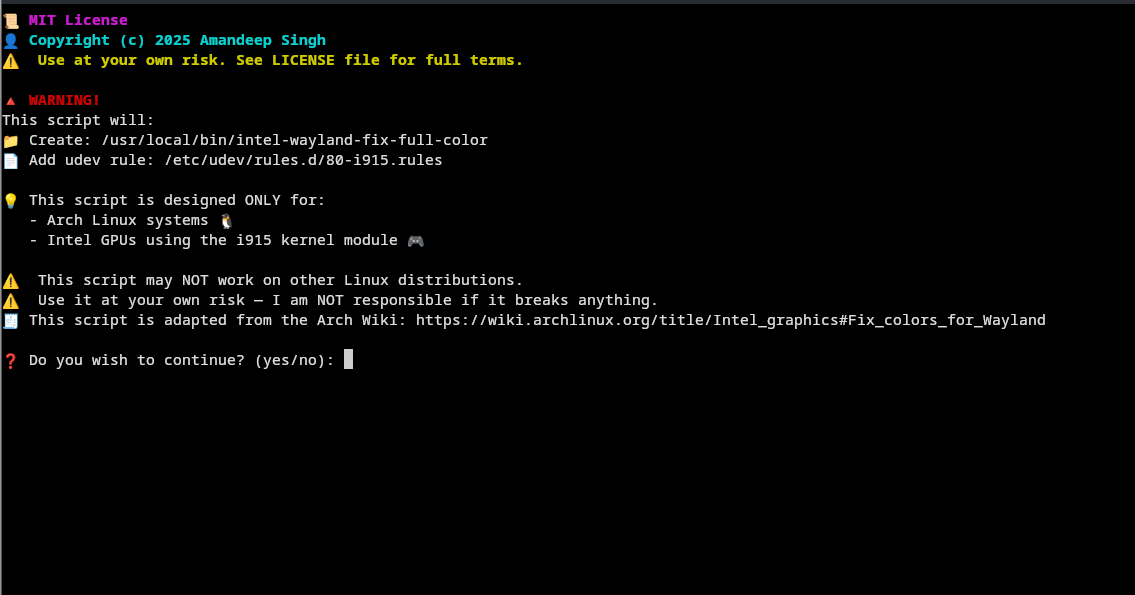 📜 MIT License
👤 Copyright (c) 2025 Amandeep Singh
⚠️  Use at your own risk. See LICENSE file for full terms.
🔺 WARNING!
This script will:
📁 Create: /usr/local/bin/intel-wayland-fix-full-color
📄 Add udev rule: /etc/udev/rules.d/80-i915.rules
💡 This script is designed ONLY for:
   - Arch Linux systems 🐧
   - Intel GPUs using the i915 kernel module 🎮
⚠️  This script may NOT work on other Linux distributions.
⚠️  Use it at your own risk — I am NOT responsible if it breaks anything.
🧾 This script is adapted from the Arch Wiki: https://wiki.archlinux.org/title/Intel_graphics#Fix_colors_for_Wayland
❓ Do you wish to continue? (yes/no):